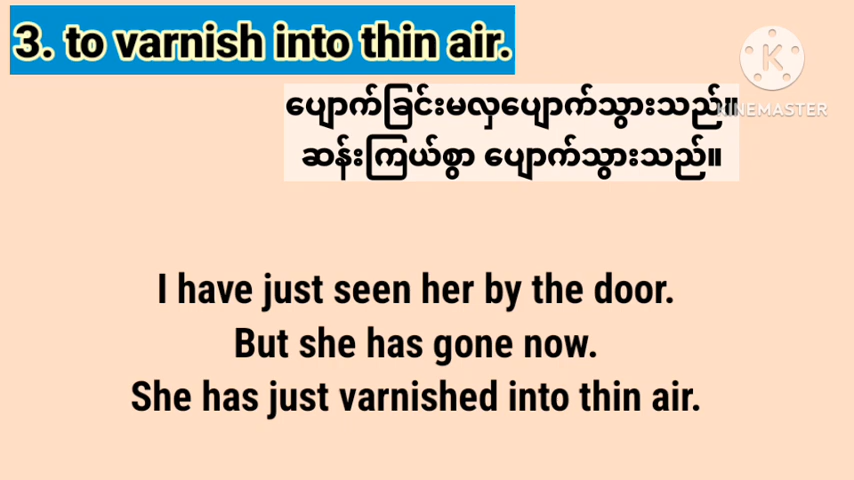 3. to varnish into thin air.
ပျောက်ခြင်းမလှပျောက်သွားသည်။
KINEMASTER
ဆန်းကြယ်စွာ ပျောက်သွားသည်။
I have just seen her by the door.
But she has gone now.
She has just varnished into thin air.